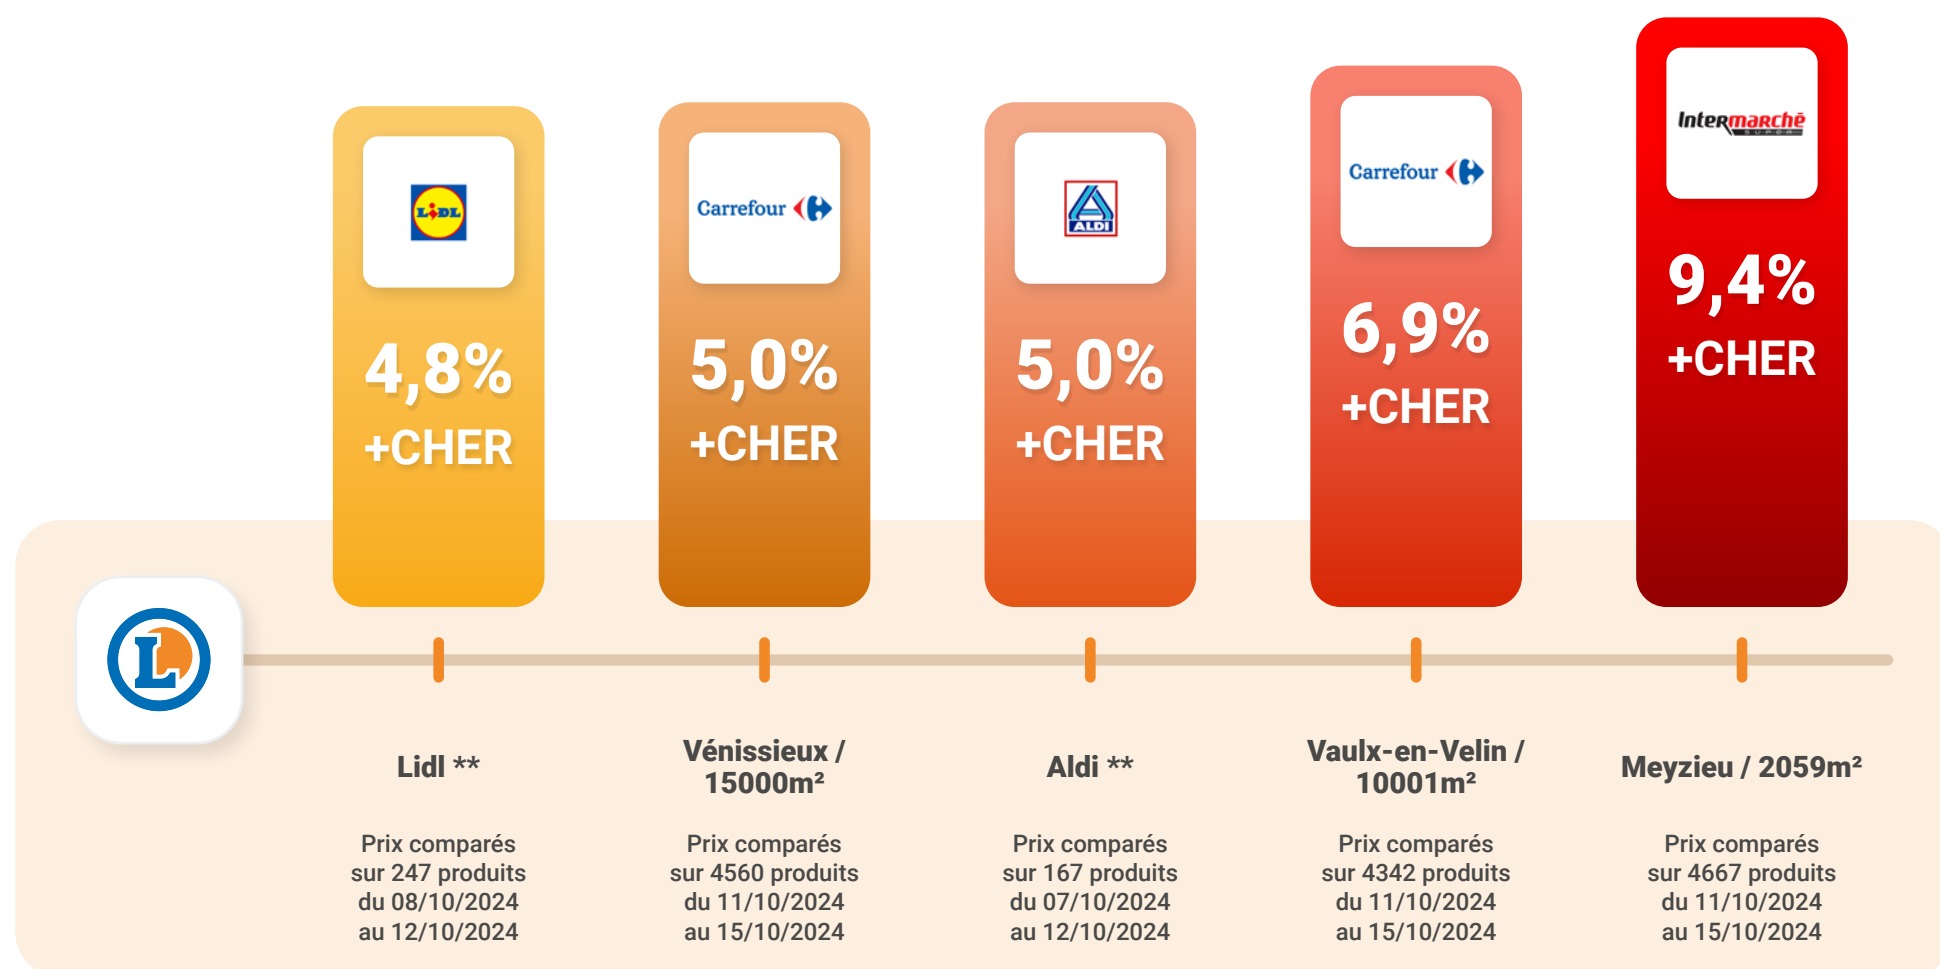 LIDL
4,8%
+CHER
Carrefour
5,0%
+CHER
ALDI
5,0%
+CHER
Carrefour
6,9%
+CHER
Intermarchē
SUPER
9,4%
+CHER
L
Lidl **
Prix comparés
sur 247 produits
du 08/10/2024
au 12/10/2024
Vénissieux /
15000m²
Prix comparés
sur 4560 produits
du 11/10/2024
au 15/10/2024
Aldi **
Prix comparés
sur 167 produits
du 07/10/2024
au 12/10/2024
Vaulx-en-Velin /
10001m²
Prix comparés
sur 4342 produits
du 11/10/2024
au 15/10/2024
Meyzieu / 2059m²
Prix comparés
sur 4667 produits
du 11/10/2024
au 15/10/2024